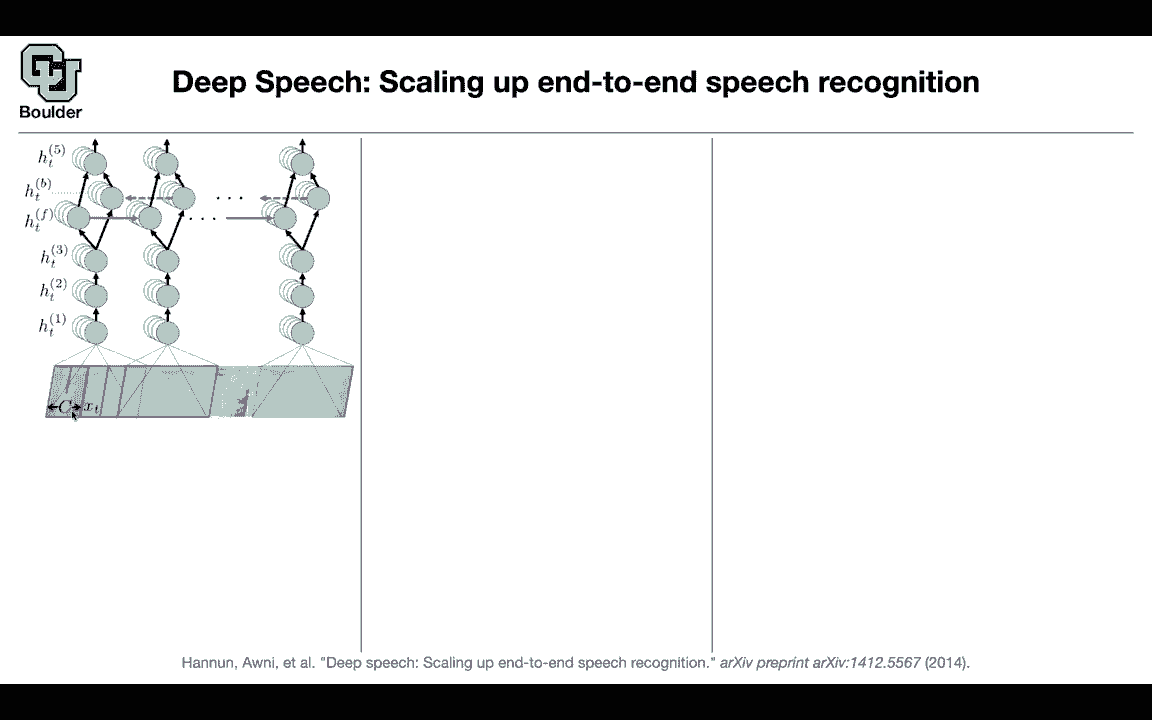 Boulder
Deep Speech: Scaling up end-to-end speech recognition
h_t^{(5)}
h_t^{(b)}
h_t^{(f)}
h_t^{(3)}
h_t^{(2)}
h_t^{(1)}
C x_t
Hannun, Awni, et al. "Deep speech: Scaling up end-to-end speech recognition." arXiv preprint arXiv:1412.5567 (2014).